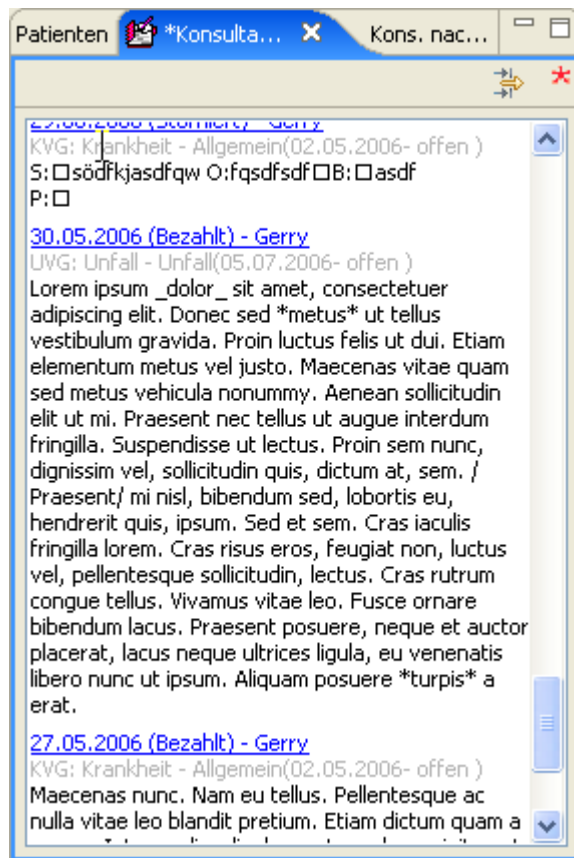 Patienten *Konsulta... Kons. nac...
(Storniert) - Gerry
KVG: Krankheit - Allgemein(02.05.2006- offen )
S:□södfkjasdfqw O:fqsdfsdf□B:□asdf
P:□
30.05.2006 (Bezahlt) - Gerry
UVG: Unfall - Unfall(05.07.2006- offen )
Lorem ipsum _dolor_ sit amet, consectetuer
adipiscing elit. Donec sed *metus* ut tellus
vestibulum gravida. Proin luctus felis ut dui. Etiam
elementum metus vel justo. Maecenas vitae quam
sed metus vehicula nonummy. Aenean sollicitudin
elit ut mi. Praesent nec tellus ut augue interdum
fringilla. Suspendisse ut lectus. Proin sem nunc,
dignissim vel, sollicitudin quis, dictum at, sem. /
Praesent/ mi nisl, bibendum sed, lobortis eu,
hendrerit quis, ipsum. Sed et sem. Cras iaculis
fringilla lorem. Cras risus eros, feugiat non, luctus
vel, pellentesque sollicitudin, lectus. Cras rutrum
congue tellus. Vivamus vitae leo. Fusce ornare
bibendum lacus. Praesent posuere, neque et auctor
placerat, lacus neque ultrices ligula, eu venenatis
libero nunc ut ipsum. Aliquam posuere *turpis* a
erat.
27.05.2006 (Bezahlt) - Gerry
KVG: Krankheit - Allgemein(02.05.2006- offen )
Maecenas nunc. Nam eu tellus. Pellentesque ac
nulla vitae leo blandit pretium. Etiam dictum quam a